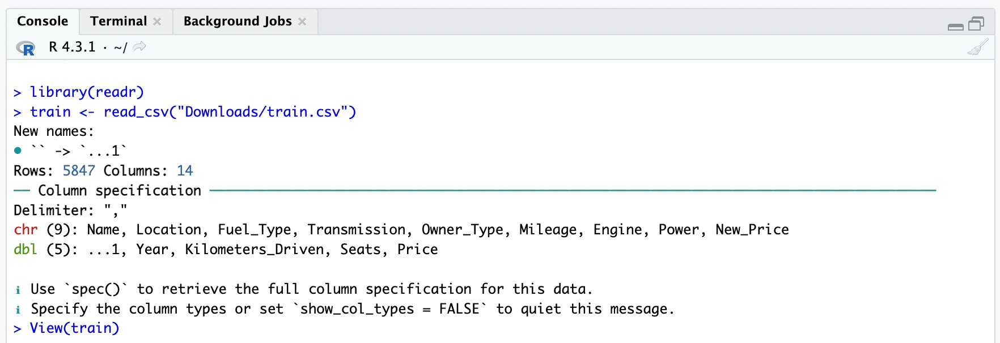 Console Terminal × Background Jobs ×
R R 4.3.1 · ~/
> library(readr)
> train <- read_csv("Downloads/train.csv")
New names:
• `` -> `...1`
Rows: 5847 Columns: 14
── Column specification ────────────────────────
Delimiter: ","
chr (9): Name, Location, Fuel_Type, Transmission, Owner_Type, Mileage, Engine, Power, New_Price
dbl (5): ...1, Year, Kilometers_Driven, Seats, Price
ℹ Use `spec()` to retrieve the full column specification for this data.
ℹ Specify the column types or set `show_col_types = FALSE` to quiet this message.
> View(train)